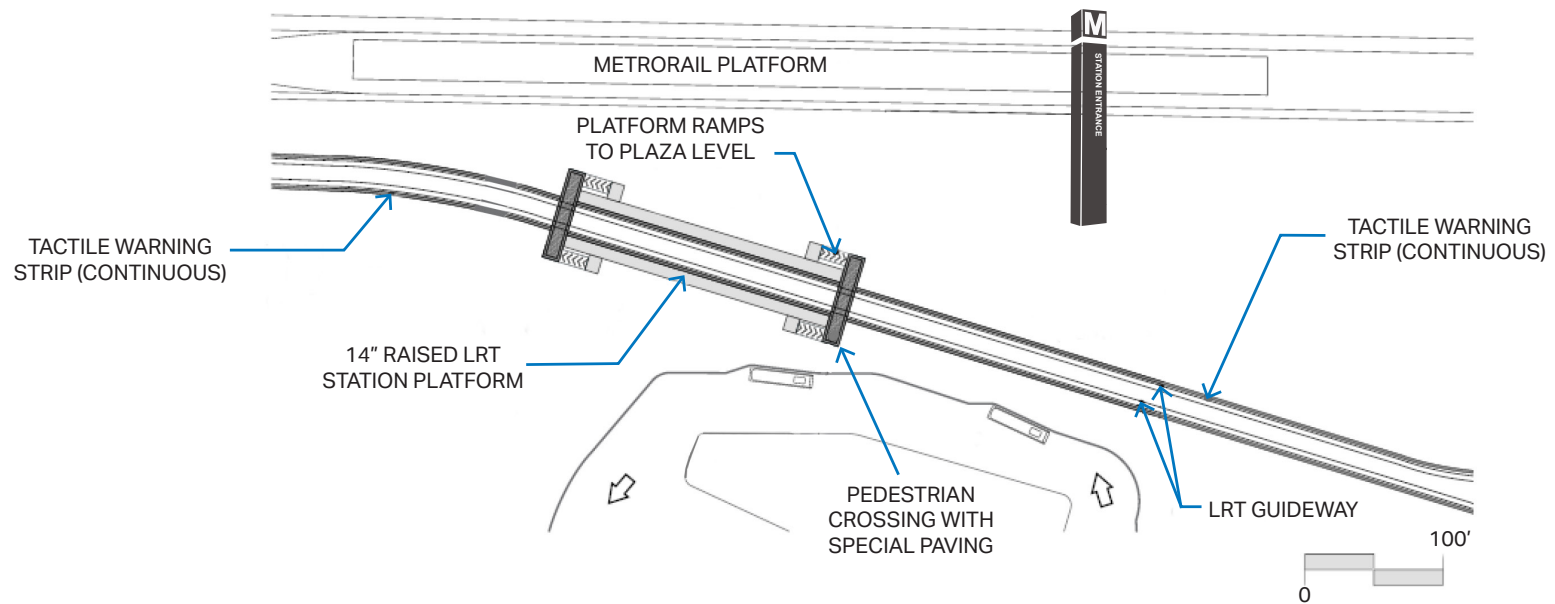 M
STATION ENTRANCE
METRORAIL PLATFORM
PLATFORM RAMPS
TO PLAZA LEVEL
TACTILE WARNING
STRIP (CONTINUOUS)
TACTILE WARNING
STRIP (CONTINUOUS)
14” RAISED LRT
STATION PLATFORM
PEDESTRIAN
CROSSING WITH
SPECIAL PAVING
LRT GUIDEWAY
100’
0